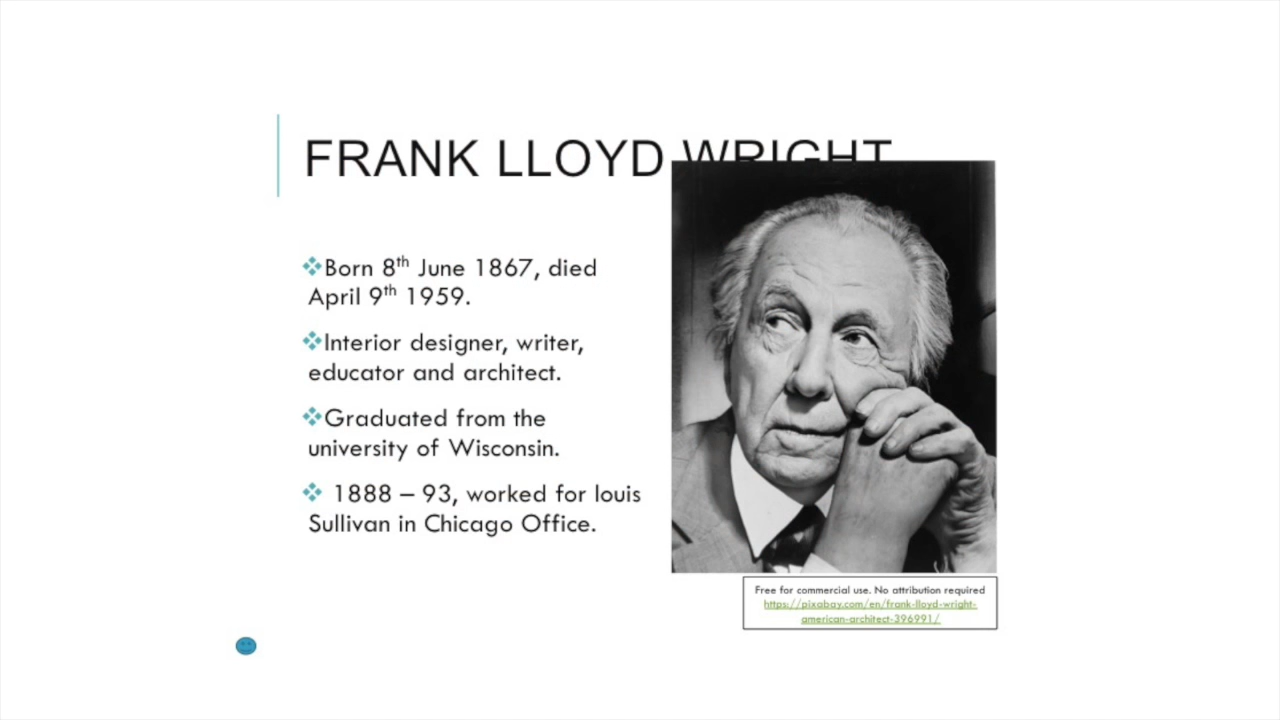 FRANK LLOYD WRIGHT
❖Born 8th June 1867, died
April 9th 1959.
❖Interior designer, writer,
educator and architect.
❖Graduated from the
university of Wisconsin.
❖ 1888 – 93, worked for louis
Sullivan in Chicago Office.
Free for commercial use. No attribution required
https://pixabay.com/en/frank-lloyd-wright-
american-architect-396991/